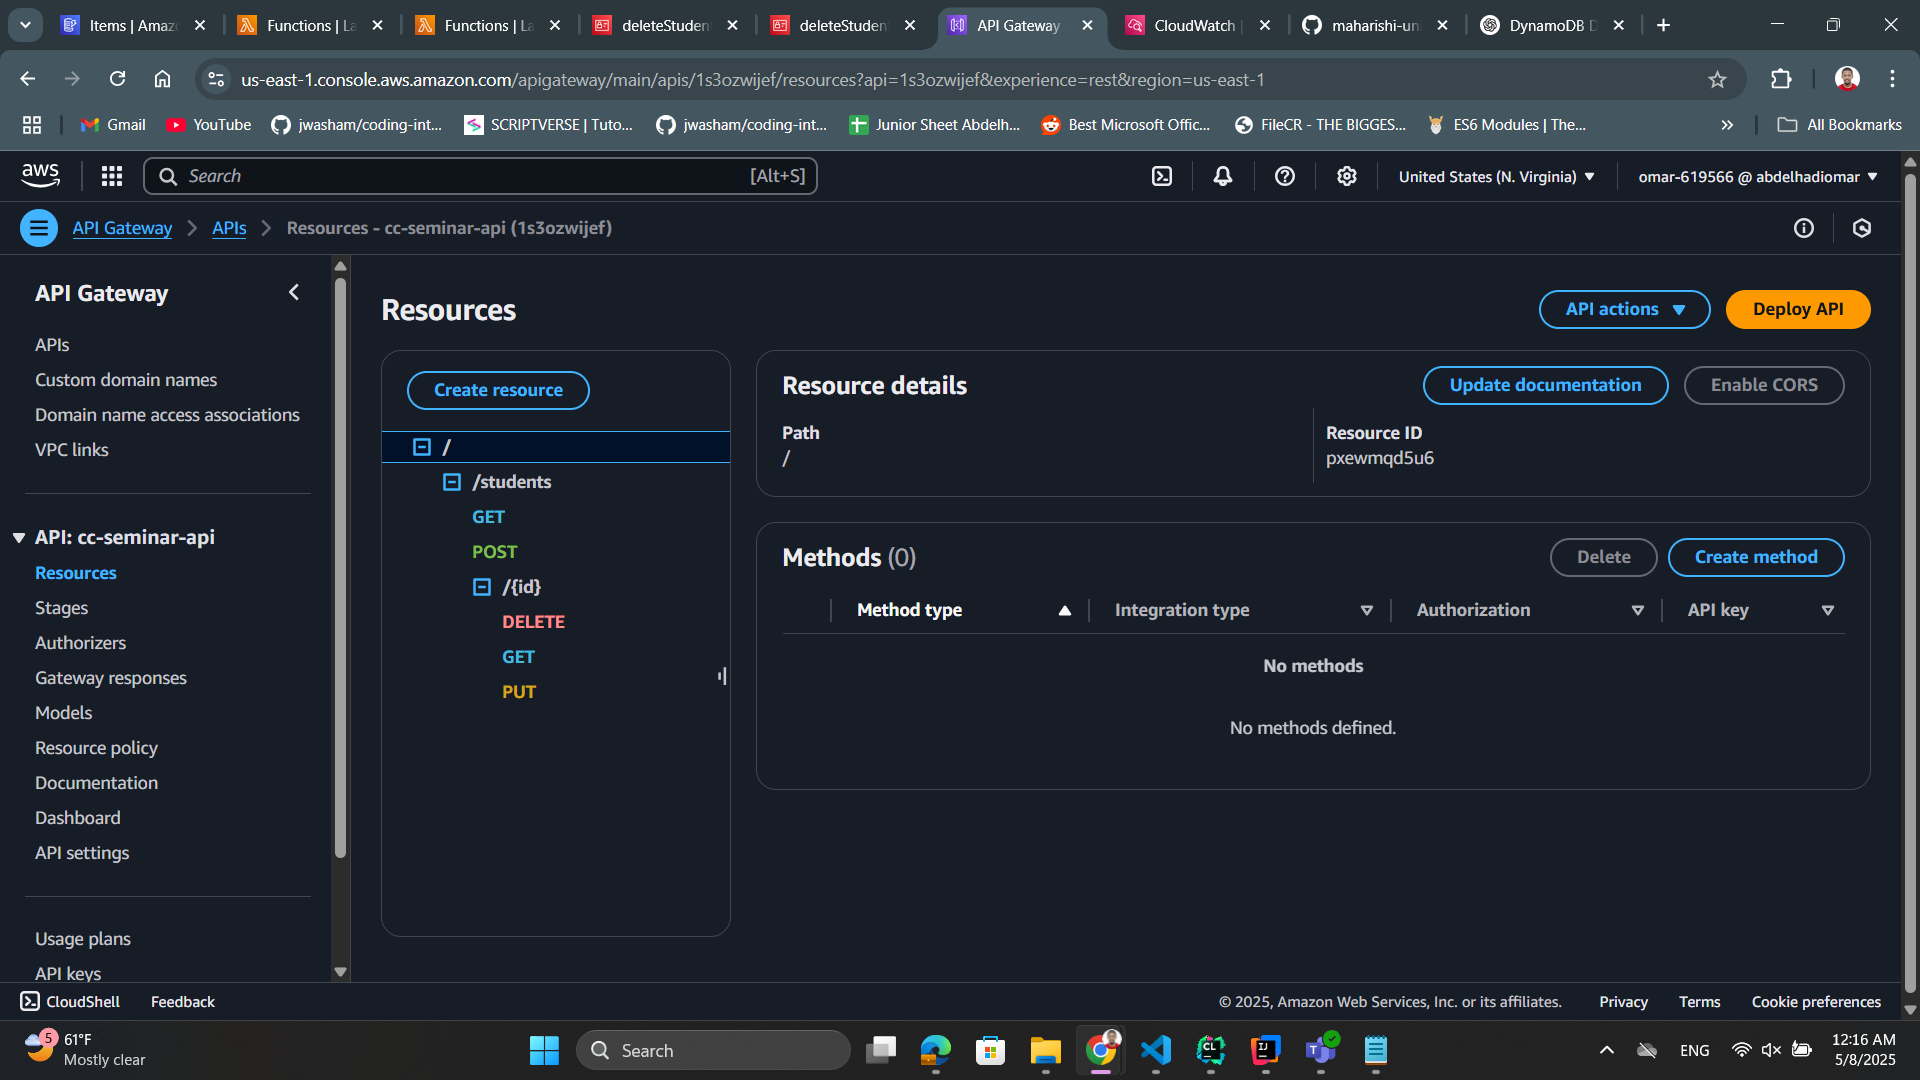 Items | Amaz
Functions | La
Functions | La
deleteStuden
deleteStuden
API Gateway
CloudWatch
maharishi-uni
DynamoDB D
us-east-1.console.aws.amazon.com/apigateway/main/apis/1s3ozwijef/resources?api=1s3ozwijef&experience=rest&region=us-east-1
Gmail
YouTube
jwasham/coding-int...
SCRIPTVERSE | Tuto...
jwasham/coding-int...
Junior Sheet Abdelh...
Best Microsoft Offic...
FileCR - THE BIGGES...
ES6 Modules | The...
All Bookmarks
aws
Search
[Alt+S]
United States (N. Virginia)
omar-619566 @ abdelhadiomar
API Gateway
APIs
Resources - cc-seminar-api (1s3ozwijef)
API Gateway
APIs
Custom domain names
Domain name access associations
VPC links
API: cc-seminar-api
Resources
Stages
Authorizers
Gateway responses
Models
Resource policy
Documentation
Dashboard
API settings
Usage plans
API keys
Resources
API actions
Deploy API
Create resource
/
/students
GET
POST
/{id}
DELETE
GET
PUT
Resource details
Update documentation
Enable CORS
Path
/
Resource ID
pxewmqd5u6
Methods (0)
Delete
Create method
Method type
Integration type
Authorization
API key
No methods
No methods defined.
CloudShell
Feedback
© 2025, Amazon Web Services, Inc. or its affiliates.
Privacy
Terms
Cookie preferences
5
61°F
Mostly clear
Search
CL
IJ
ENG
12:16 AM
5/8/2025